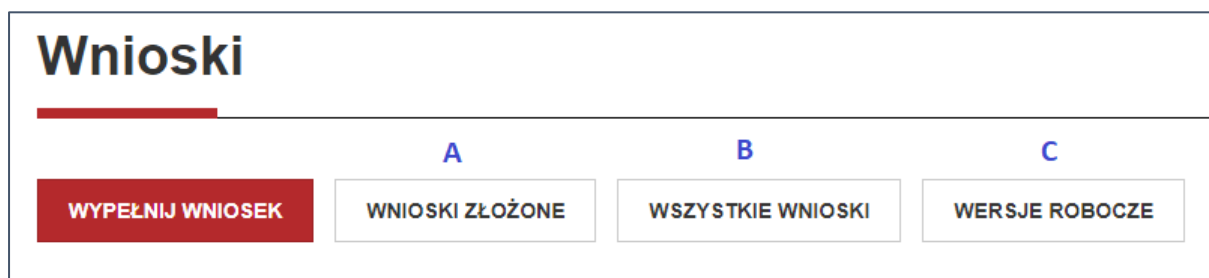 Wnioski
A B C
WYPEŁNIJ WNIOSEK WNIOSKI ZŁOŻONE WSZYSTKIE WNIOSKI WERSJE ROBOCZE